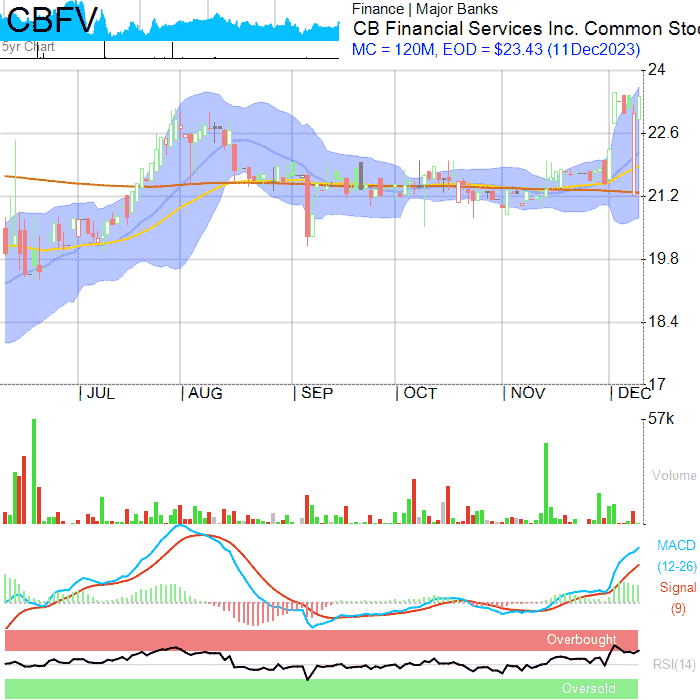 CBFV
5yr Chart
Finance | Major Banks
CB Financial Services Inc. Common Stoc
MC = 120M, EOD = $23.43 (11Dec2023)
24
22.6
21.2
19.8
18.4
17
JUL
AUG
SEP
OCT
NOV
DEC
57k
Volume
MACD
(12-26)
Signal
(9)
Overbought
RSI(14)
Oversold